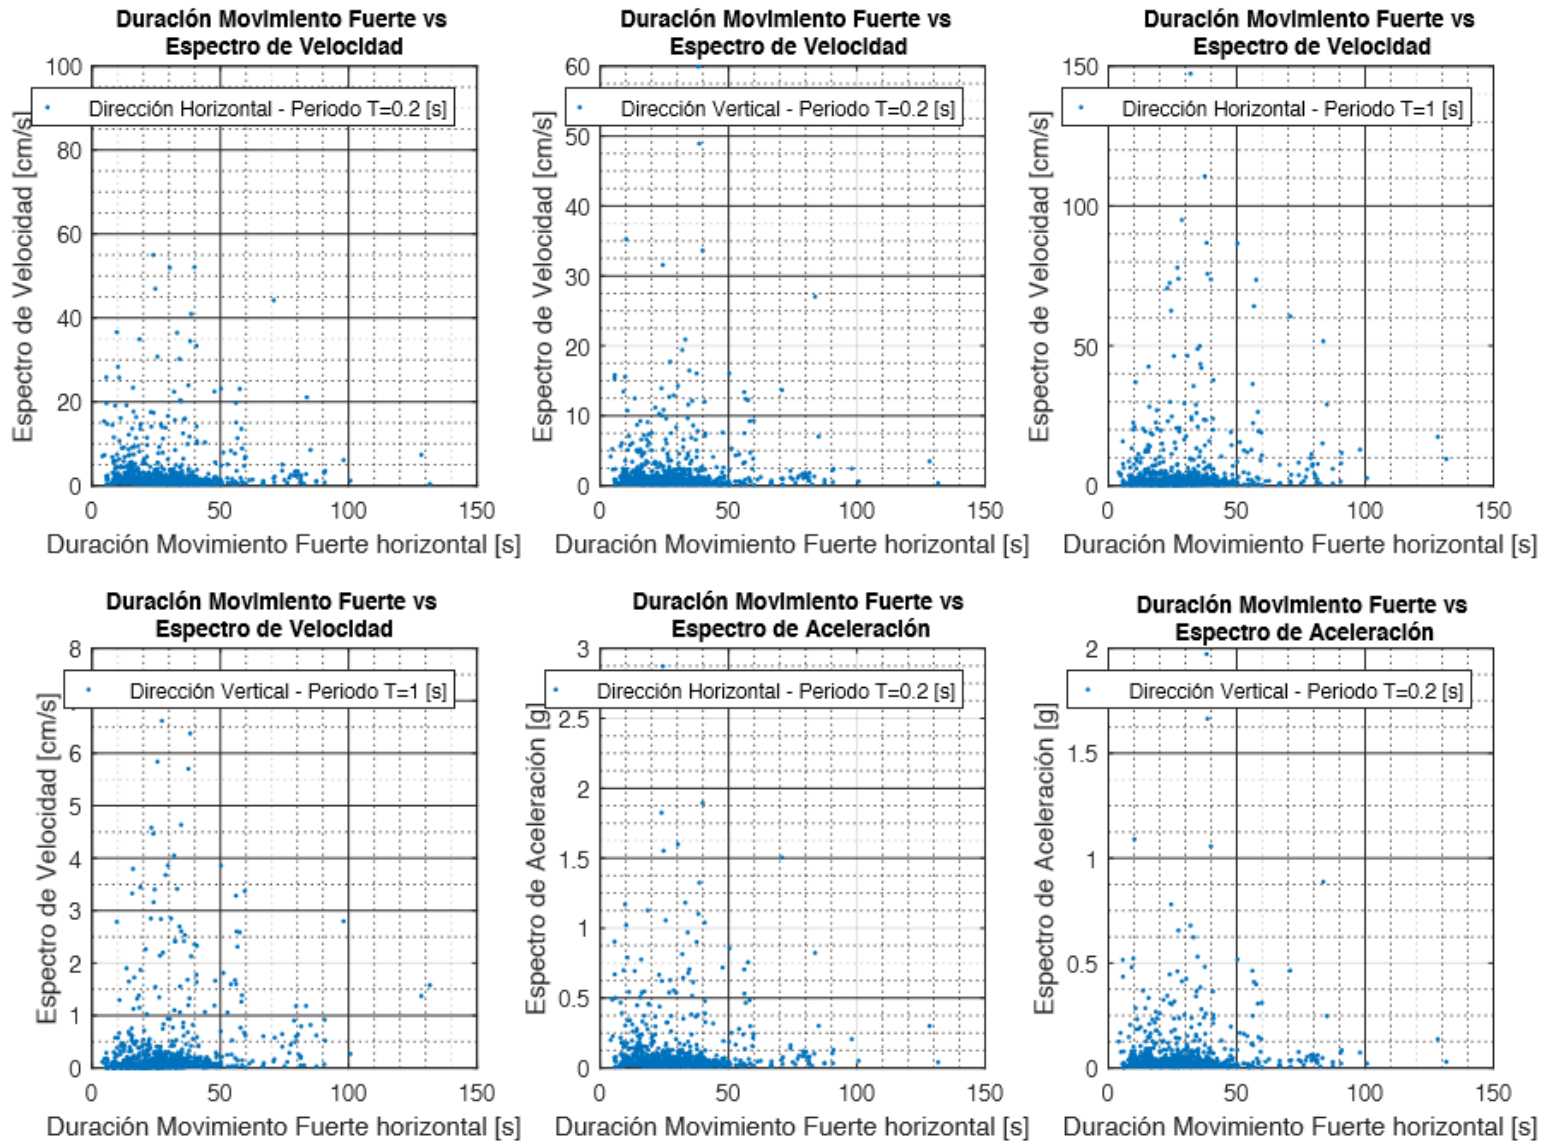 Duración Movimiento Fuerte vs
Espectro de Velocidad
100
80
60
40
20
0
Dirección Horizontal - Periodo T=0.2 [s]
Espectro de Velocidad [cm/s]
0 50 100 150
Duración Movimiento Fuerte horizontal [s]
Duración Movimiento Fuerte vs
Espectro de Velocidad
60
50
40
30
20
10
0
Dirección Vertical - Periodo T=0.2 [s]
Espectro de Velocidad [cm/s]
0 50 100 150
Duración Movimiento Fuerte horizontal [s]
Duración Movimiento Fuerte vs
Espectro de Velocidad
150
100
50
0
Dirección Horizontal - Periodo T=1 [s]
Espectro de Velocidad [cm/s]
0 50 100 150
Duración Movimiento Fuerte horizontal [s]
Duración Movimiento Fuerte vs
Espectro de Velocidad
8
6
5
4
3
2
1
0
Dirección Vertical - Periodo T=1 [s]
Espectro de Velocidad [cm/s]
0 50 100 150
Duración Movimiento Fuerte horizontal [s]
Duración Movimiento Fuerte vs
Espectro de Aceleración
3
2.5
2
1.5
1
0.5
0
Dirección Horizontal - Periodo T=0.2 [s]
Espectro de Aceleración [g]
0 50 100 150
Duración Movimiento Fuerte horizontal [s]
Duración Movimiento Fuerte vs
Espectro de Aceleración
2
1.5
1
0.5
0
Dirección Vertical - Periodo T=0.2 [s]
Espectro de Aceleración [g]
0 50 100 150
Duración Movimiento Fuerte horizontal [s]